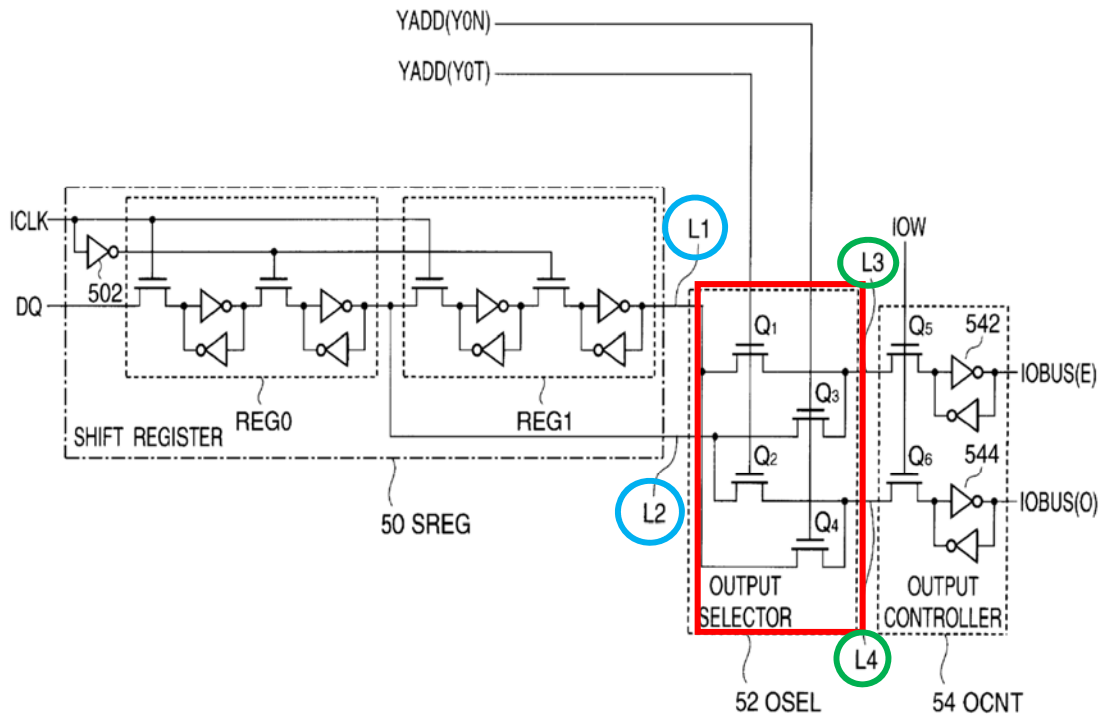 YADD(Y0N)
YADD(Y0T)
ICLK
502
DQ
REG0
REG1
SHIFT REGISTER
50 SREG
L1
L2
L3
L4
IOW
Q1
Q3
Q2
Q4
Q5
542
IOBUS(E)
Q6
544
IOBUS(O)
OUTPUT
SELECTOR
OUTPUT
CONTROLLER
52 OSEL
54 OCNT